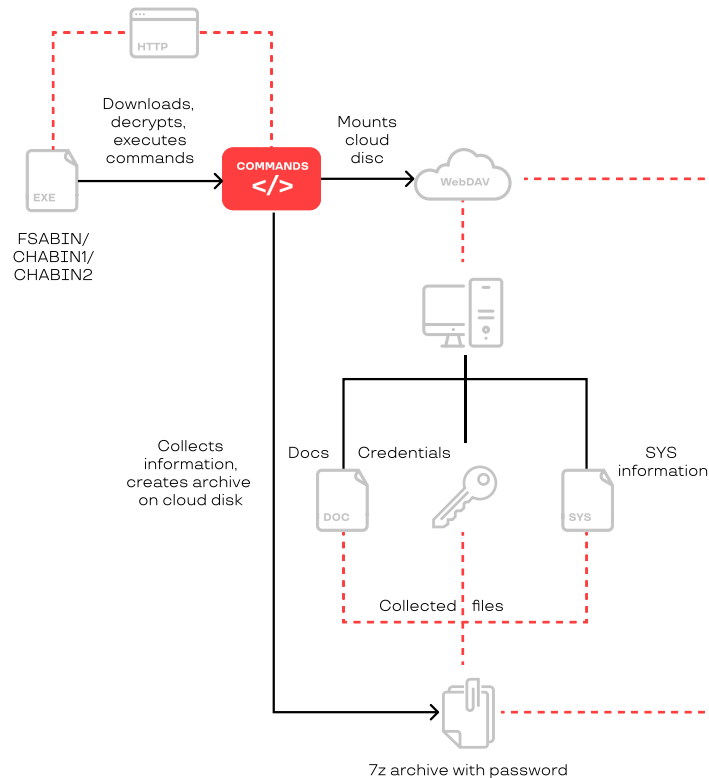 HTTP
Downloads,
decrypts,
executes
commands
Mounts
cloud
disc
COMMANDS
</>
WebDAV
EXE
FSABIN/
CHABIN1/
CHABIN2
Collects
information,
creates archive
on cloud disk
Docs
Credentials
SYS
information
DOC
SYS
Collected files
7z archive with password